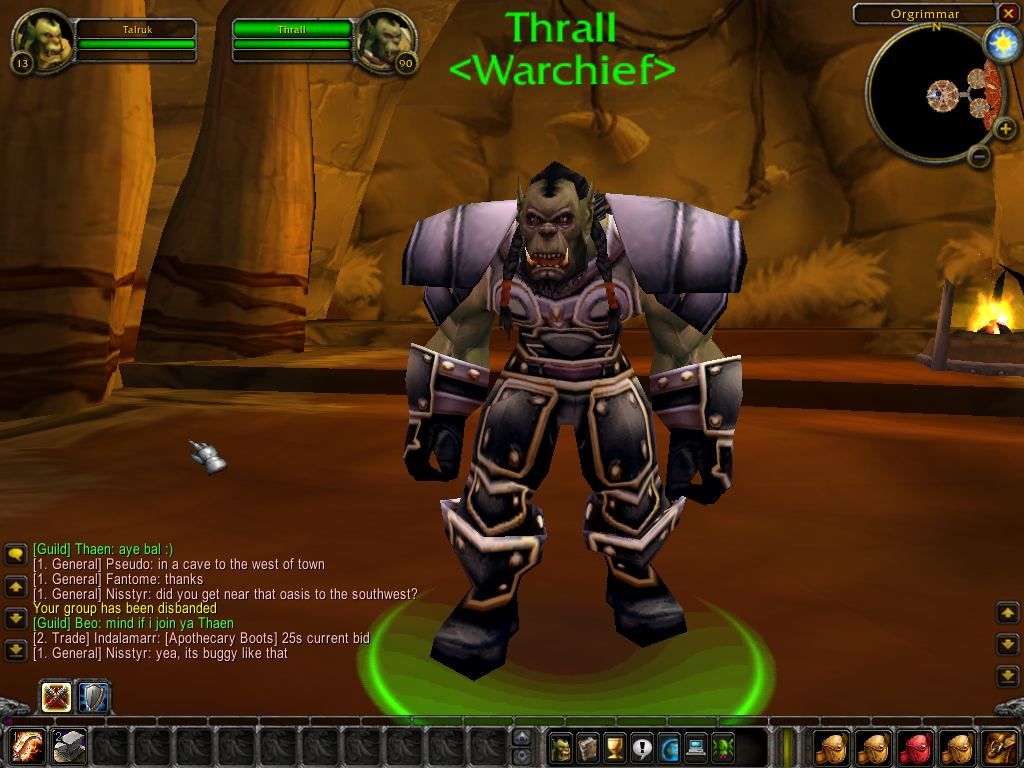 Talruk
13
Thrall
90
Thrall
<Warchief>
Orgrimmar
N
[Guild] Thaen: aye bal :)
[1. General] Pseudo: in a cave to the west of town
[1. General] Fantome: thanks
[1. General] Nisstyr: did you get near that oasis to the southwest?
Your group has been disbanded
[Guild] Beo: mind if i join ya Thaen
[2. Trade] Indalamarr: [Apothecary Boots] 25s current bid
[1. General] Nisstyr: yea, its buggy like that
1
2